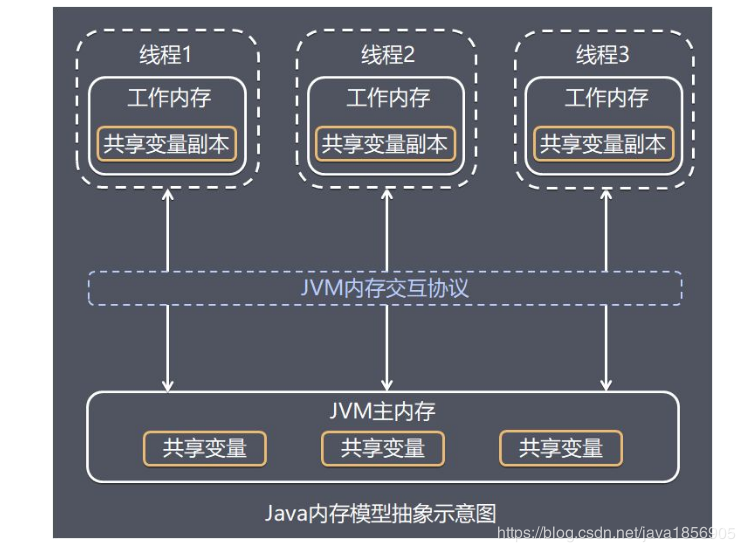 线程1 线程2 线程3
工作内存 工作内存 工作内存
共享变量副本 共享变量副本 共享变量副本
JVM内存交互协议
JVM主内存
共享变量 共享变量 共享变量
Java内存模型抽象示意图
https://blog.csdn.net/java1856905